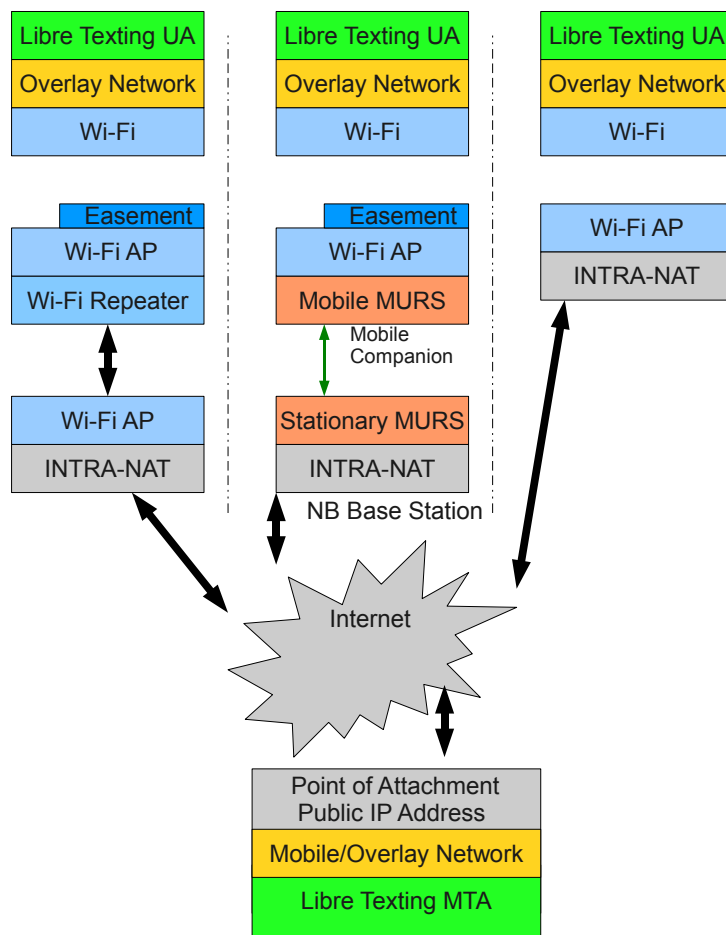 Libre Texting UA
Overlay Network
Wi-Fi
Easement
Wi-Fi AP
Wi-Fi Repeater
Wi-Fi AP
INTRA-NAT
Libre Texting UA
Overlay Network
Wi-Fi
Easement
Wi-Fi AP
Mobile MURS
Mobile
Companion
Stationary MURS
INTRA-NAT
NB Base Station
Libre Texting UA
Overlay Network
Wi-Fi
Wi-Fi AP
INTRA-NAT
Internet
Point of Attachment
Public IP Address
Mobile/Overlay Network
Libre Texting MTA